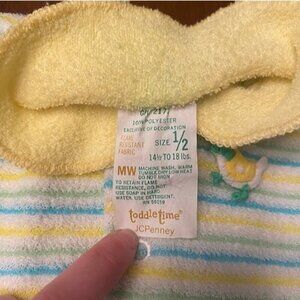 100% POLYESTER
EXCLUSIVE OF DECORATION
FLAME RESISTANT FABRIC
SIZE 1/2
14½ TO 18 lbs.
MW MACHINE WASH, WARM
TUMBLE DRY, LOW HEAT
DO NOT IRON
TO RETAIN FLAME
RESISTANCE, DO NOT
USE SOAP IN HARD
WATER. USE DETERGENT.
toddletime
JCPenney